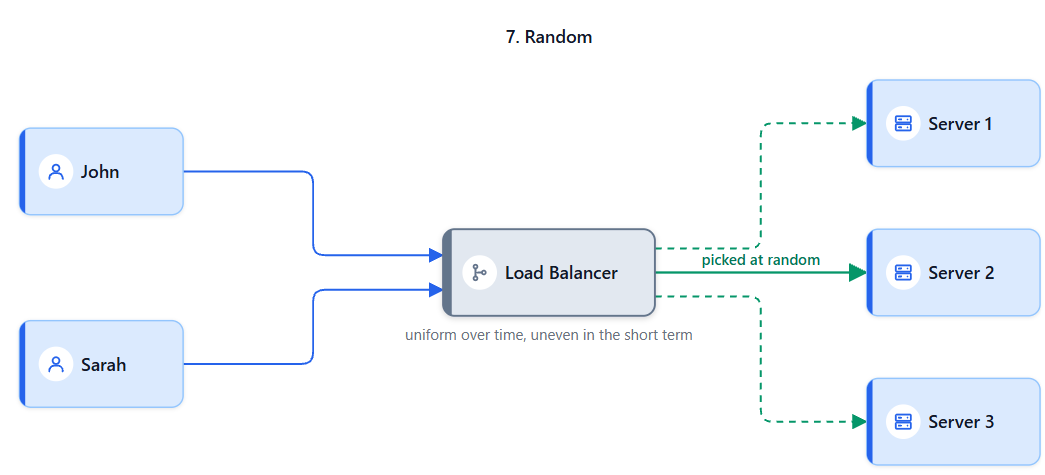 7. Random
John
Sarah
Load Balancer
uniform over time, uneven in the short term
picked at random
Server 1
Server 2
Server 3